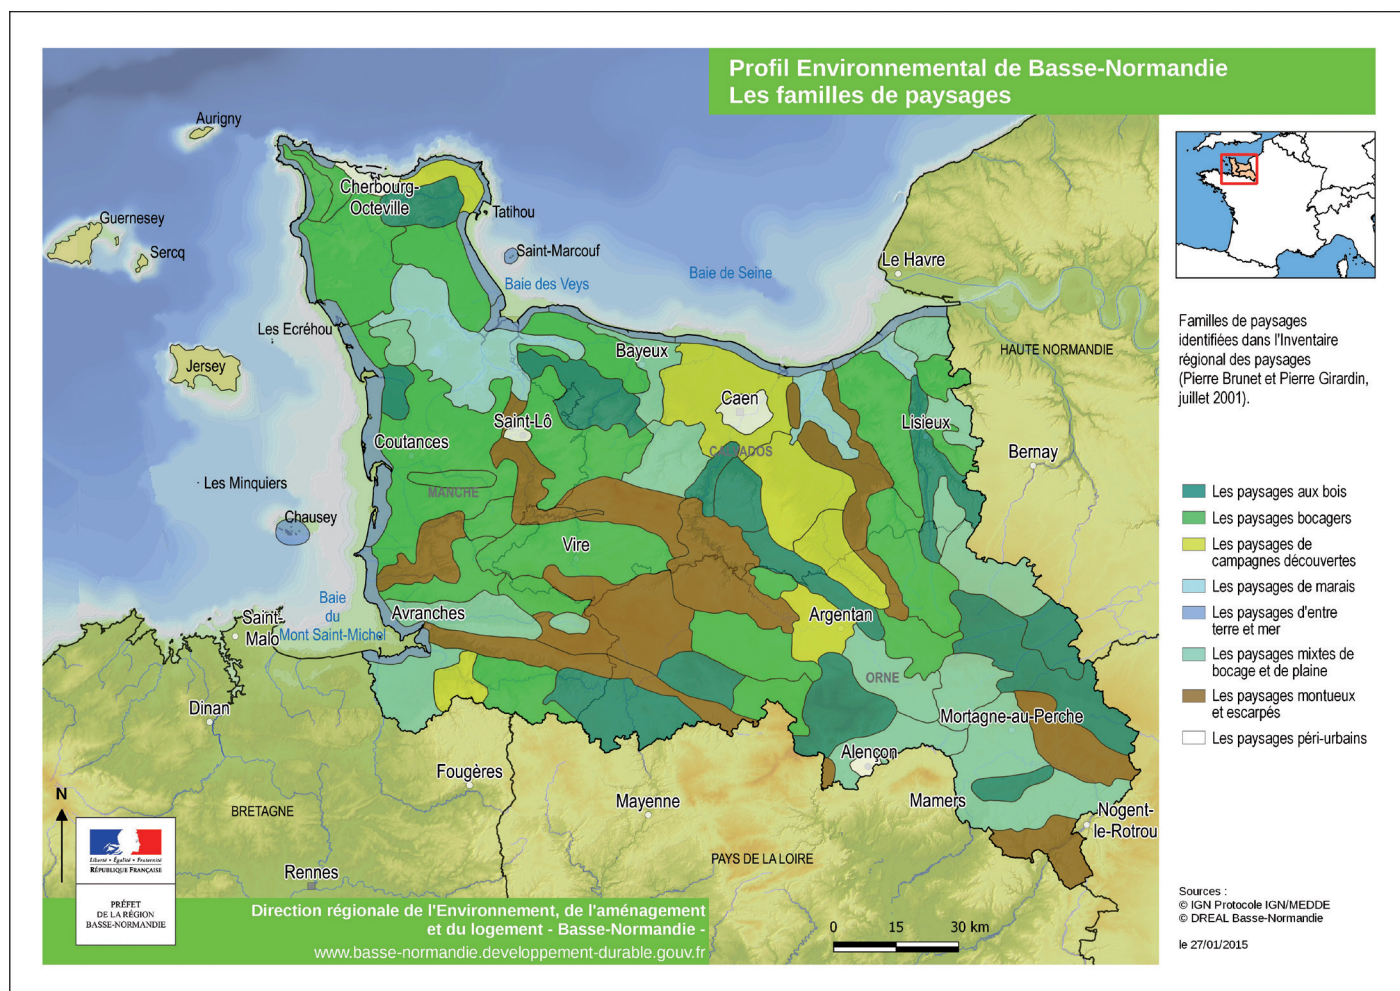 Profil Environnemental de Basse-Normandie
Les familles de paysages
Aurigny
Cherbourg-
Octeville
Guernesey
Tatihou
Sercq
Saint-Marcouf
Le Havre
Baie de Seine
Baie des Veys
Les Ecréhou
Bayeux
HAUTE NORMANDIE
Jersey
Caen
Saint-Lô
Lisieux
Coutances
CALVADOS
Bernay
Les Minquiers
MANCHE
Chausey
Vire
Baie
du
Mont Saint-Michel
Avranches
Argentan
Saint-
Malo
ORNE
Dinan
Mortagne-au-Perche
Alençon
Fougères
Mayenne
Mamers
Nogent-
le-Rotrou
BRETAGNE
PAYS DE LA LOIRE
Rennes
Familles de paysages
identifiées dans l'Inventaire
régional des paysages
(Pierre Brunet et Pierre Girardin,
juillet 2001).
Les paysages aux bois
Les paysages bocagers
Les paysages de
campagnes découvertes
Les paysages de marais
Les paysages d'entre
terre et mer
Les paysages mixtes de
bocage et de plaine
Les paysages montueux
et escarpés
Les paysages péri-urbains
N
Liberté • Égalité • Fraternité
RÉPUBLIQUE FRANÇAISE
PRÉFET
DE LA RÉGION
BASSE-NORMANDIE
Direction régionale de l'Environnement, de l'aménagement
et du logement - Basse-Normandie -
www.basse-normandie.developpement-durable.gouv.fr
0 15 30 km
Sources :
© IGN Protocole IGN/MEDDE
© DREAL Basse-Normandie
le 27/01/2015